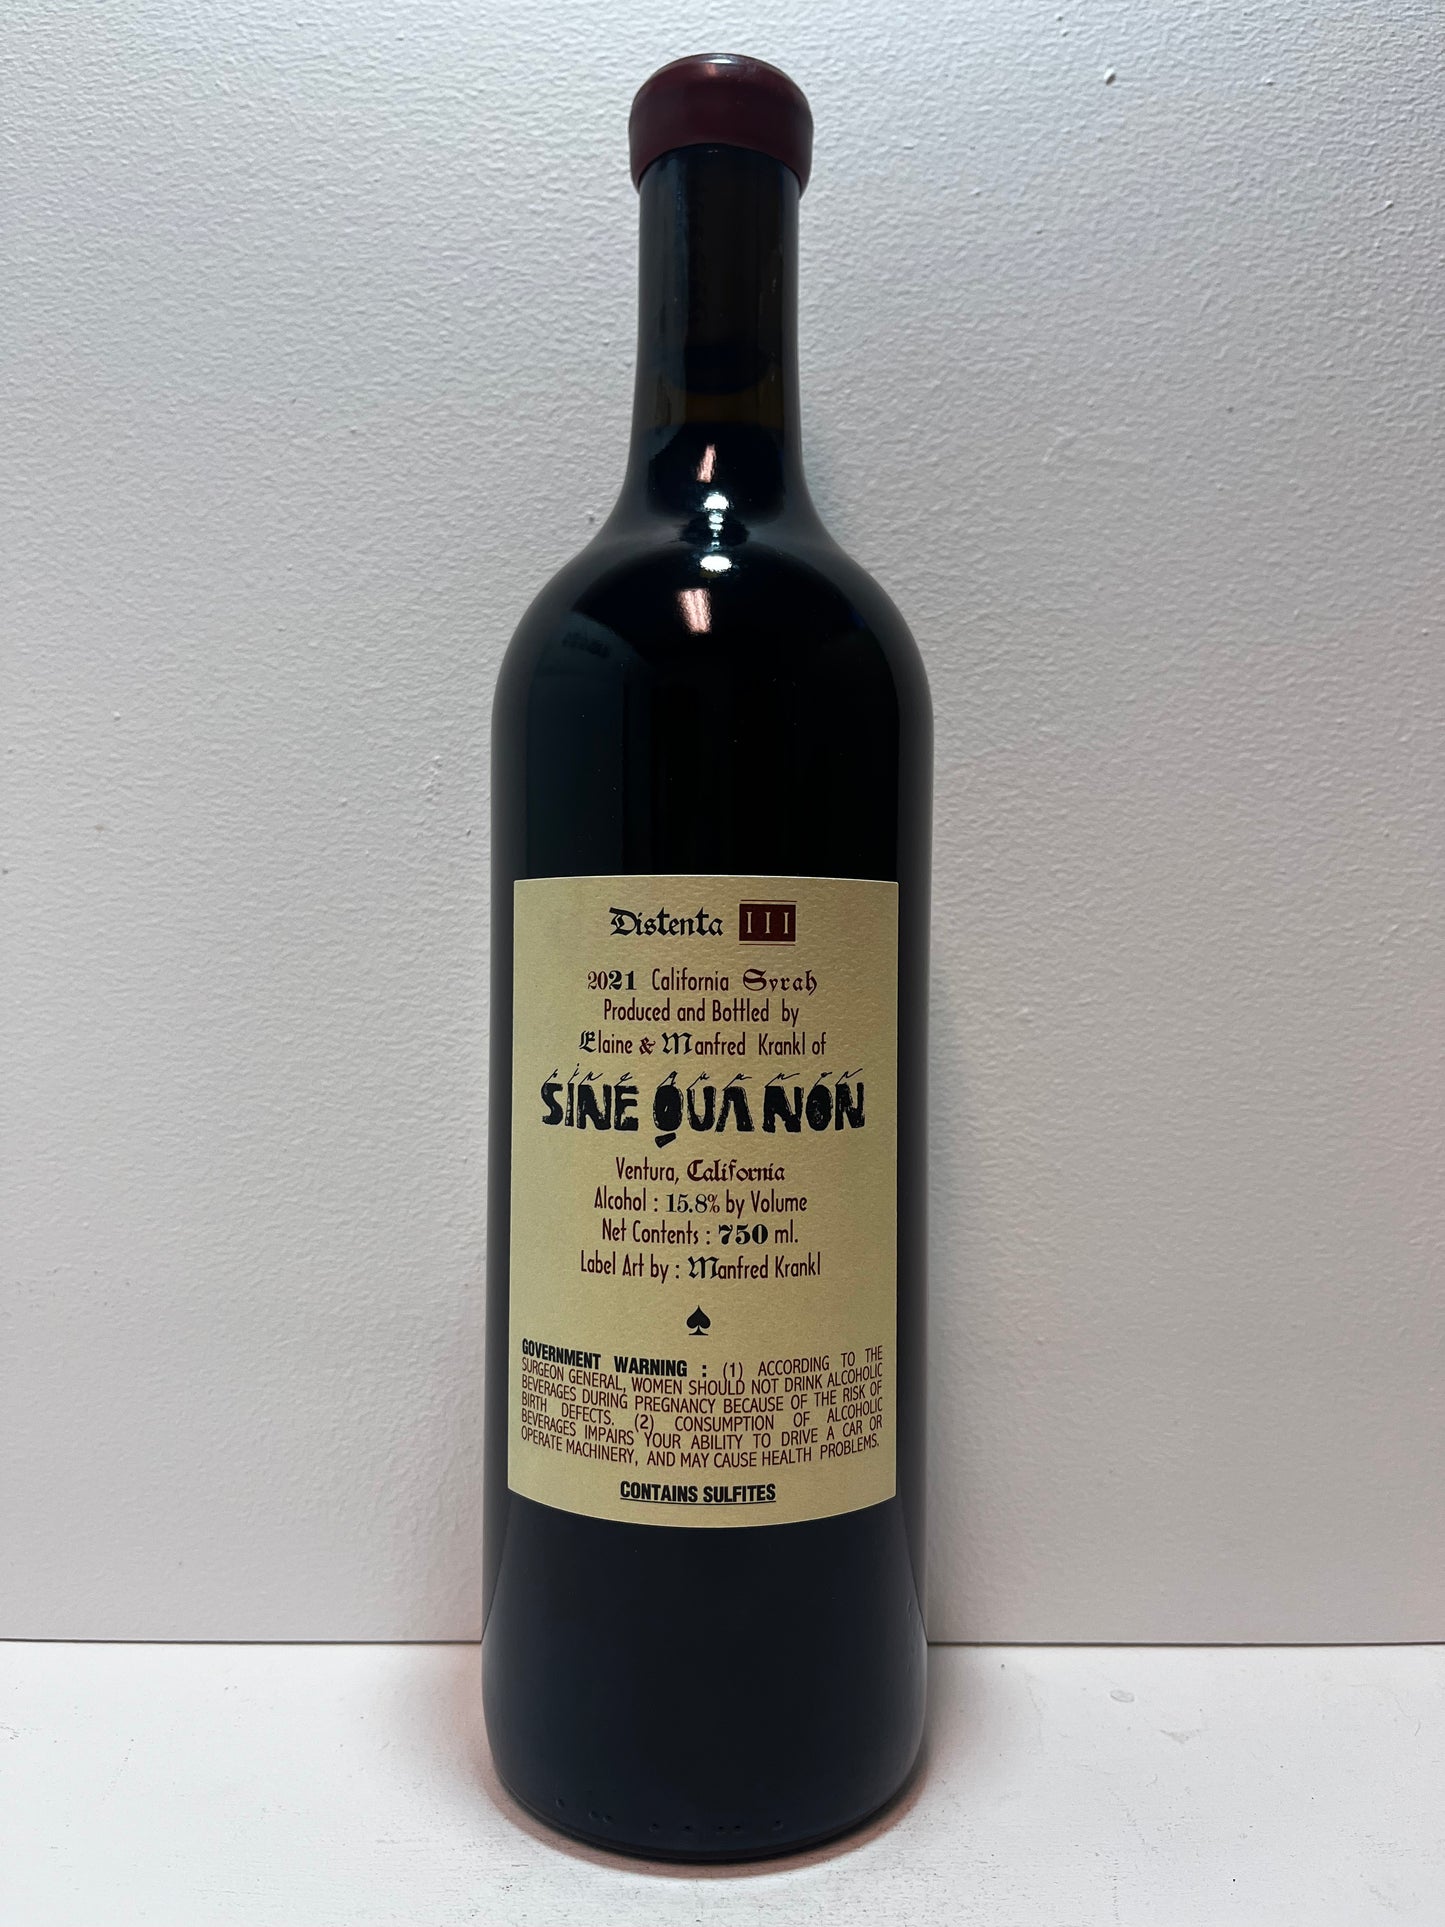 Distenta III
2021 California Syrah
Produced and Bottled by
Elaine & Manfred Krankl of
sine qua non
SINE QUA NON
Ventura, California
Alcohol : 15.8% by Volume
Net Contents : 750 ml.
Label Art by : Manfred Krankl
GOVERNMENT WARNING : (1) ACCORDING TO THE
SURGEON GENERAL, WOMEN SHOULD NOT DRINK ALCOHOLIC
BEVERAGES DURING PREGNANCY BECAUSE OF THE RISK OF
BIRTH DEFECTS. (2) CONSUMPTION OF ALCOHOLIC
BEVERAGES IMPAIRS YOUR ABILITY TO DRIVE A CAR OR
OPERATE MACHINERY, AND MAY CAUSE HEALTH PROBLEMS.
CONTAINS SULFITES